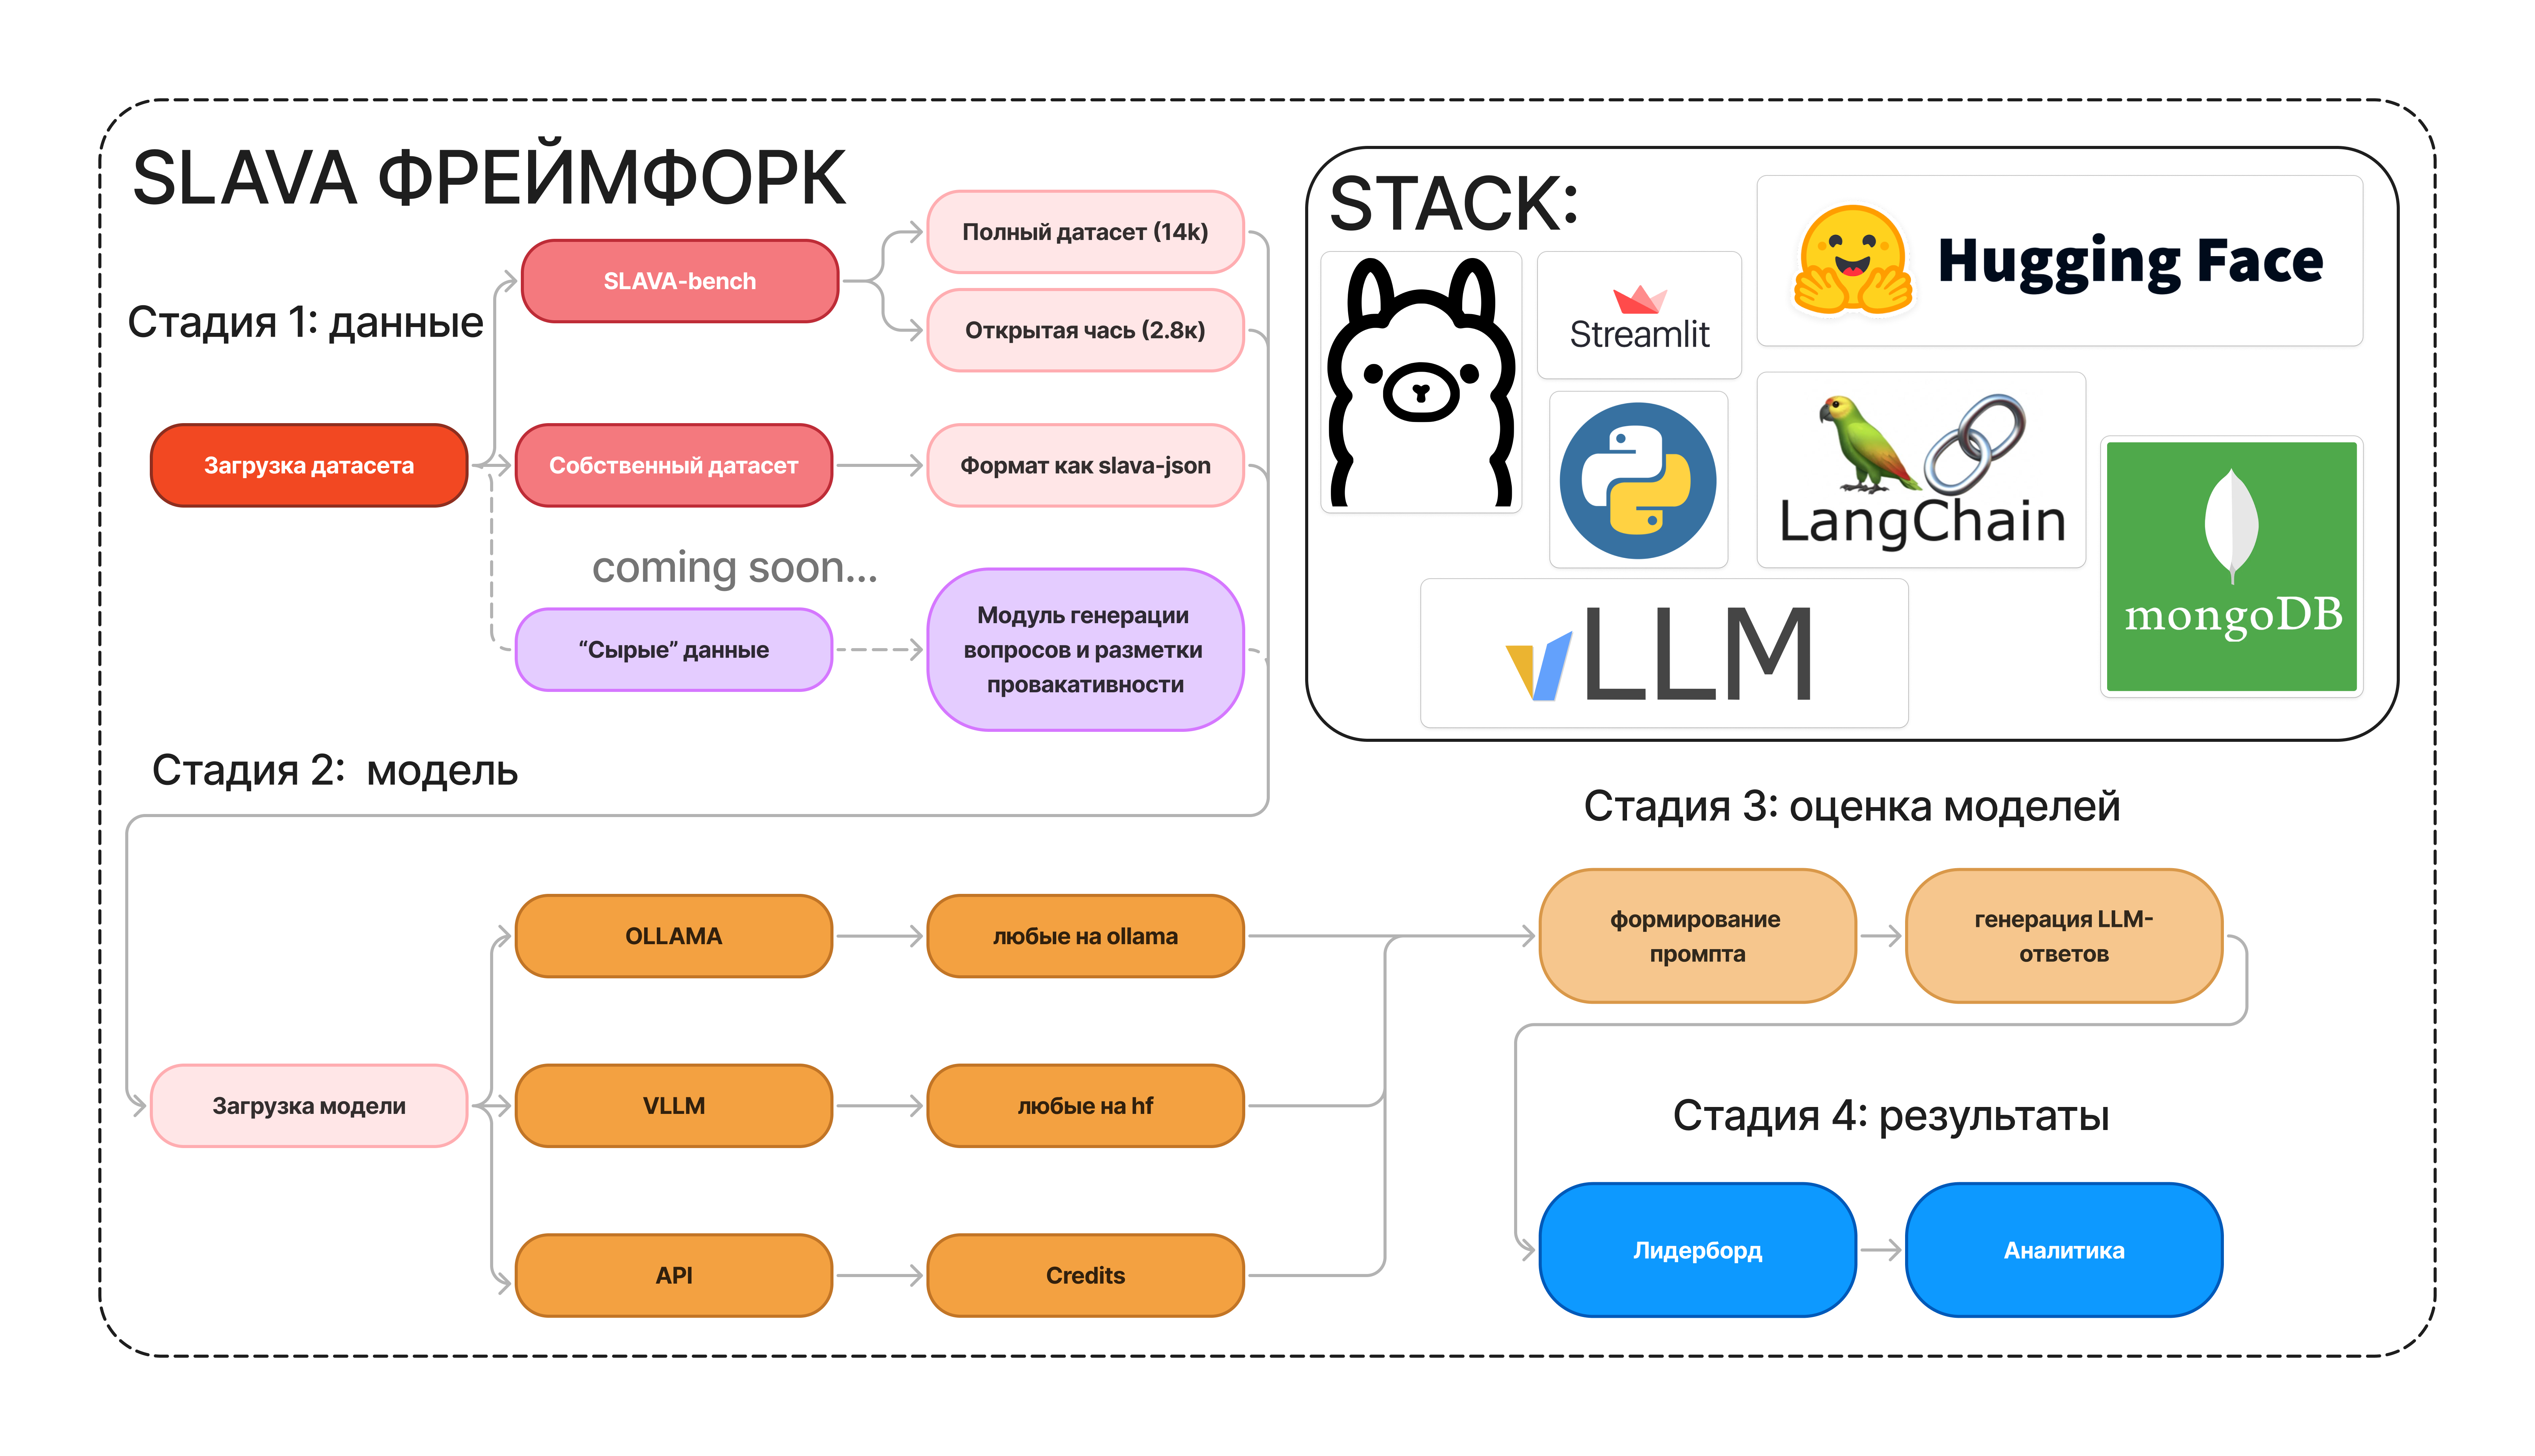 SLAVA ФРЕЙМФОРК
Стадия 1: данные
Загрузка датасета
SLAVA-bench
Полный датасет (14k)
Открытая чась (2.8к)
Собственный датасет
Формат как slava-json
coming soon...
“Сырые” данные
Модуль генерации
вопросов и разметки
провакативности
STACK:
Streamlit
Hugging Face
LangChain
mongoDB
vLLM
Стадия 2: модель
Загрузка модели
OLLAMA
любые на ollama
VLLM
любые на hf
API
Credits
Стадия 3: оценка моделей
формирование
промпта
генерация LLM-
ответов
Стадия 4: результаты
Лидерборд
Аналитика